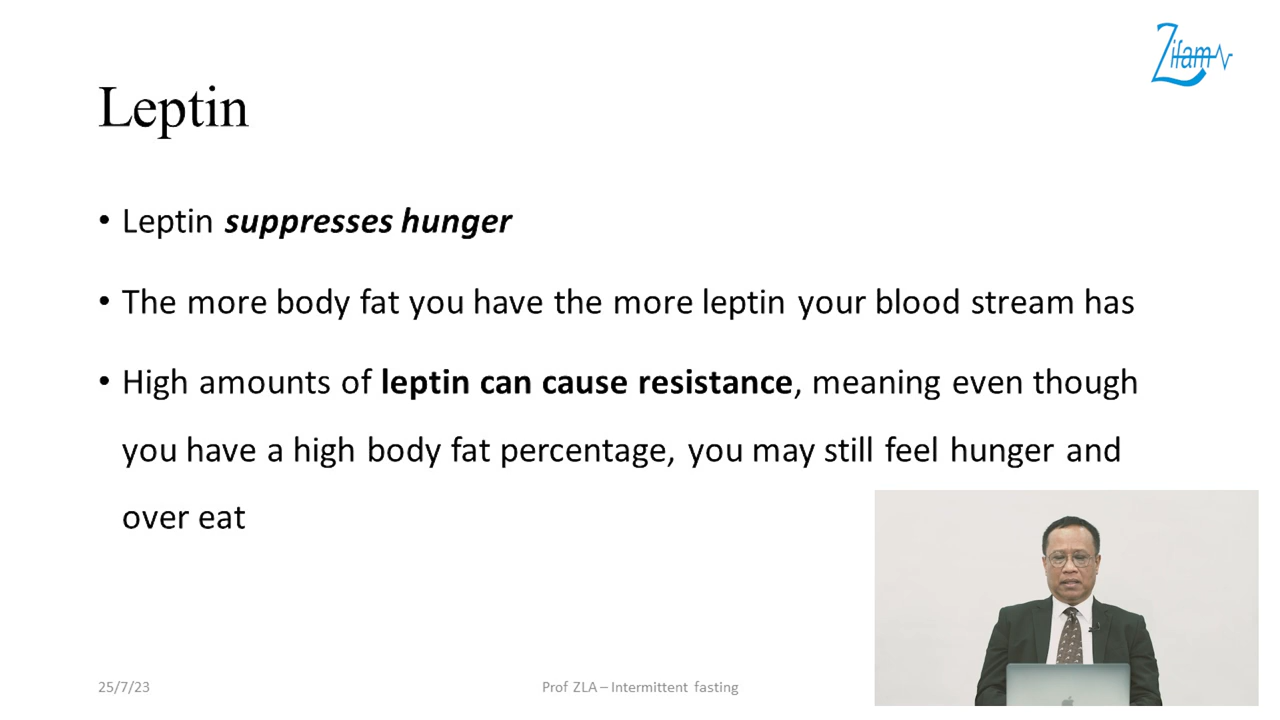 Zifam
Leptin
• Leptin suppresses hunger
• The more body fat you have the more leptin your blood stream has
• High amounts of leptin can cause resistance, meaning even though
you have a high body fat percentage, you may still feel hunger and
over eat
25/7/23
Prof ZLA – Intermittent fasting